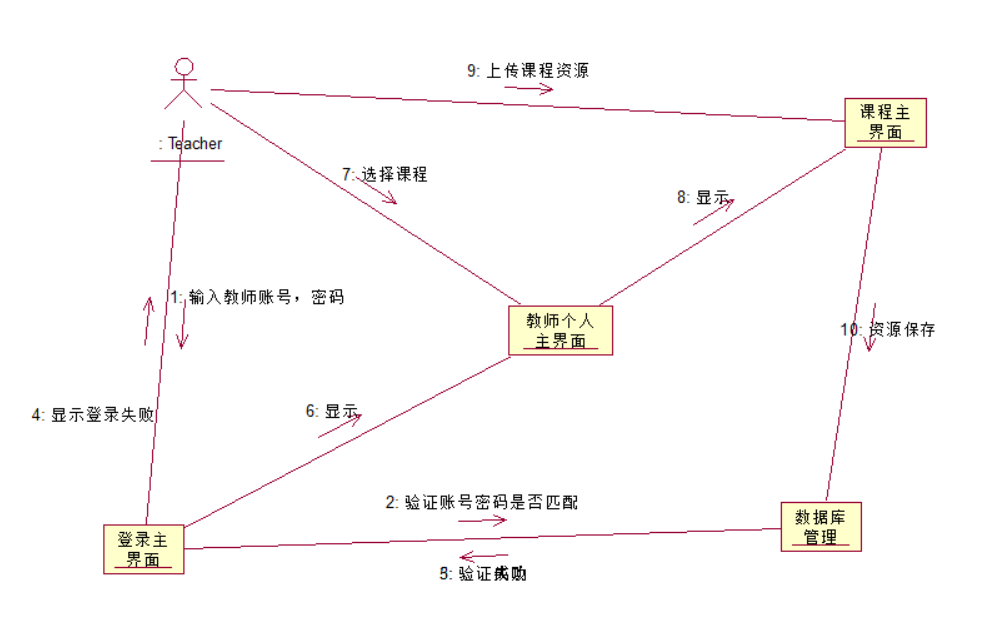 9: 上传课程资源
课程主
界面
: Teacher
7: 选择课程
8: 显示
1: 输入教师账号，密码
教师个人
主界面
10: 资源保存
6: 显示
4: 显示登录失败
2: 验证账号密码是否匹配
数据库
管理
登录主
界面
验证